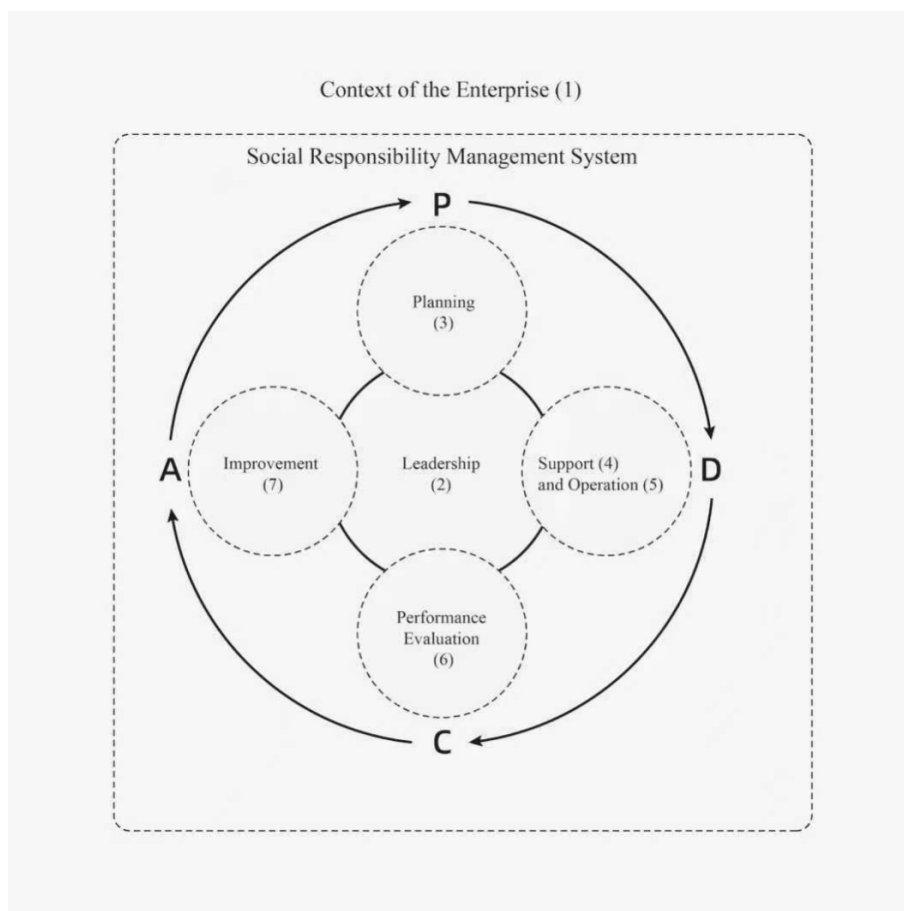 Context of the Enterprise (1)
Social Responsibility Management System
P
Planning
(3)
A
Improvement
(7)
Leadership
(2)
Support (4)
and Operation (5)
D
Performance
Evaluation
(6)
C